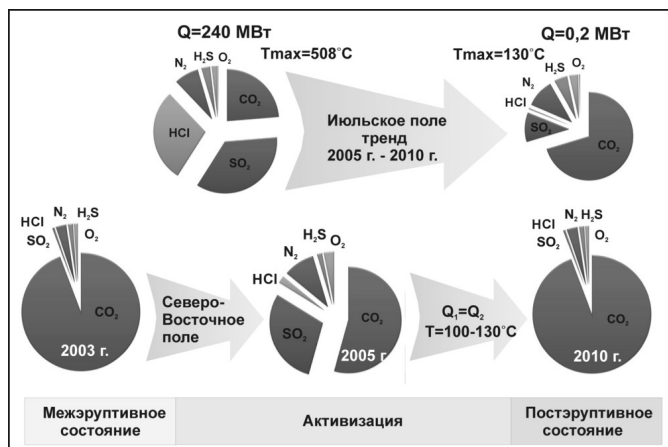 Q=240 МВт
Q=0,2 МВт
N₂ H₂S O₂
Tmax=508°C
Tmax=130°C
H₂S O₂
N₂
HCl
SO₂
CO₂
CO₂
HCl
SO₂
Июльское поле
тренд
2005 г. - 2010 г.
HCl N₂ H₂S
SO₂ O₂
CO₂
2003 г.
Северо-
Восточное
поле
H₂S O₂
N₂
HCl
SO₂
CO₂
2005 г.
Q₁=Q₂
T=100-130°C
HCl N₂ H₂S
SO₂ O₂
CO₂
2010 г.
Межэруптивное
состояние
Активизация
Постэруптивное
состояние